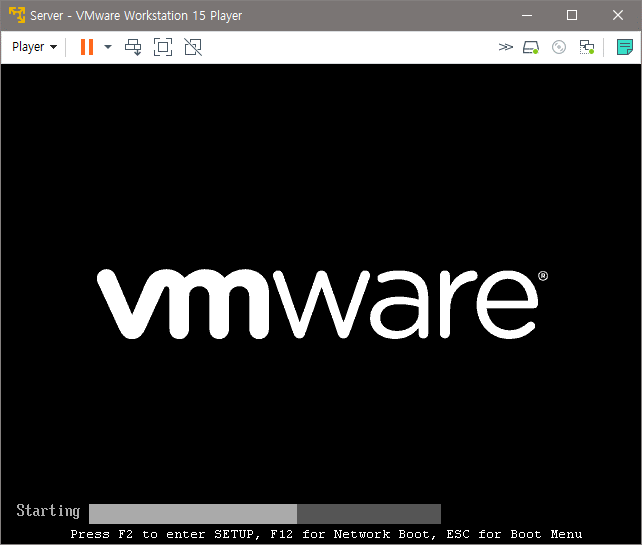 Server - VMware Workstation 15 Player
Player
vmware®
Starting
Press F2 to enter SETUP, F12 for Network Boot, ESC for Boot Menu